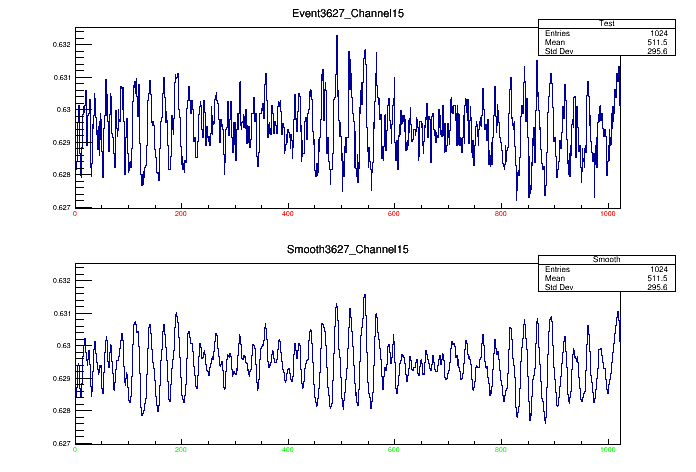 Event3627_Channel15
Test
Entries 1024
Mean 511.5
Std Dev 295.6
0.632
0.631
0.63
0.629
0.628
0.627
0 200 400 600 800 1000
Smooth3627_Channel15
Smooth
Entries 1024
Mean 511.5
Std Dev 295.6
0.632
0.631
0.63
0.629
0.628
0.627
0 200 400 600 800 1000